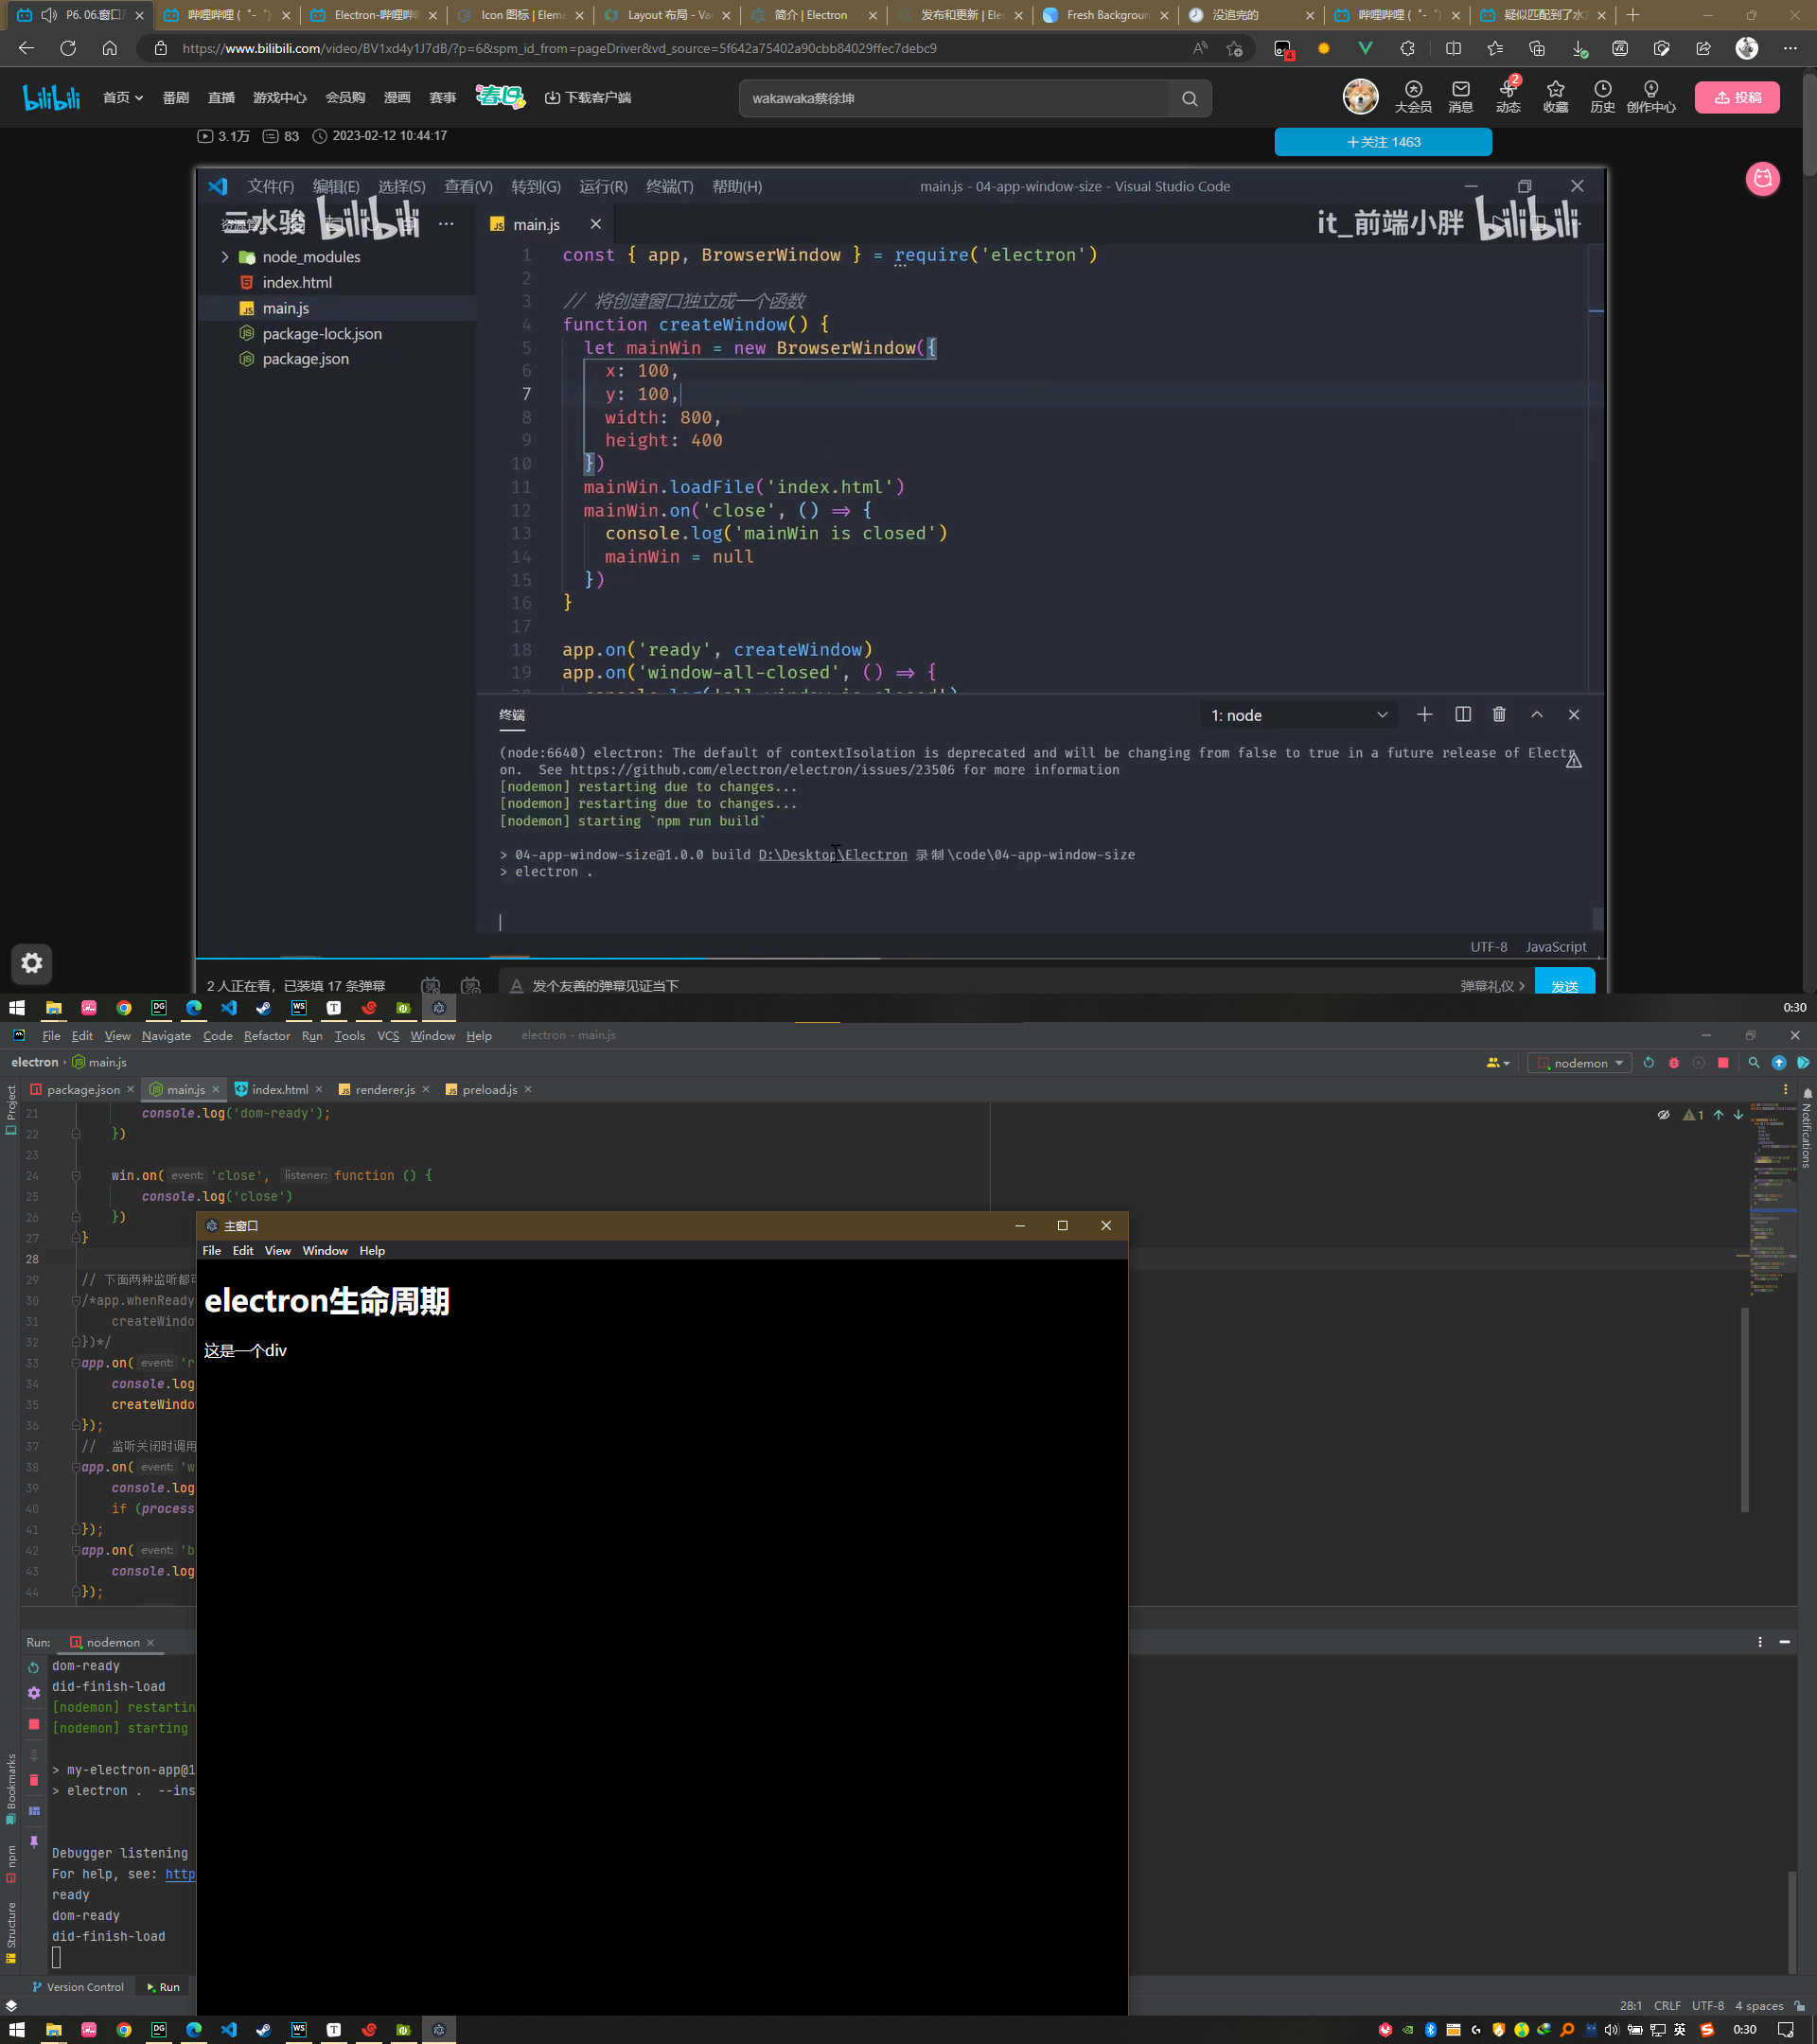 P6. 06.窗口
哔哩哔哩 ( ゜- ゜)
Electron-哔哩哔
Icon 图标 | Eleme
Layout 布局 - Va
简介 | Electron
发布和更新 | Ele
Fresh Backgroun
没追完的
哔哩哔哩 ( ゜- ゜)
疑似匹配到了水
https://www.bilibili.com/video/BV1xd4y1J7dB/?p=6&spm_id_from=pageDriver&vd_source=5f642a75402a90cbb84029ffec7debc9
4
bilibili 首页 番剧 直播 游戏中心 会员购 漫画 赛事 下载客户端
wakawaka蔡徐坤
大会员 消息 2 动态 收藏 历史 创作中心 投稿
3.1万 83 2023-02-12 10:44:17
+关注 1463
文件(F) 编辑(E) 选择(S) 查看(V) 转到(G) 运行(R) 终端(T) 帮助(H) main.js - 04-app-window-size - Visual Studio Code
三水骏 bilibili ··· main.js it_前端小胖 bilibili
node_modules
index.html
main.js
package-lock.json
package.json
1 const { app, BrowserWindow } = require('electron')
2
3 // 将创建窗口独立成一个函数
4 function createWindow() {
5 let mainWin = new BrowserWindow({
6 x: 100,
7 y: 100,
8 width: 800,
9 height: 400
10 })
11 mainWin.loadFile('index.html')
12 mainWin.on('close', () ⇒ {
13 console.log('mainWin is closed')
14 mainWin = null
15 })
16 }
17
18 app.on('ready', createWindow)
19 app.on('window-all-closed', () ⇒ {
终端 1: node
(node:6640) electron: The default of contextIsolation is deprecated and will be changing from false to true in a future release of Electr
on.  See https://github.com/electron/electron/issues/23506 for more information
[nodemon] restarting due to changes...
[nodemon] restarting due to changes...
[nodemon] starting `npm run build`
> 04-app-window-size@1.0.0 build D:\Desktop\Electron 录制\code\04-app-window-size
> electron .
UTF-8 JavaScript
2 人正在看，已装填 17 条弹幕 发个友善的弹幕见证当下 弹幕礼仪 > 发送
0:30
File Edit View Navigate Code Refactor Run Tools VCS Window Help electron - main.js
electron main.js
nodemon
package.json main.js index.html renderer.js preload.js
Project
Notifications
1
21 console.log('dom-ready');
22 })
23
24 win.on( event: 'close', listener: function () {
25 console.log('close')
26 })
27 }
28
29 // 下面两种监听都
30 /*app.whenReady
31 createWindo
32 })*/
33 app.on( event: 'r
34 console.log
35 createWindo
36 });
37 // 监听关闭时调用
38 app.on( event: 'w
39 console.log
40 if (process
41 });
42 app.on( event: 'b
43 console.log
44 });
主窗口
File Edit View Window Help
electron生命周期
这是一个div
Run: nodemon
dom-ready
did-finish-load
[nodemon] restartin
[nodemon] starting
> my-electron-app@1
> electron .  --ins
Debugger listening
For help, see: http
ready
dom-ready
did-finish-load
Bookmarks
npm
Structure
Version Control Run
28:1 CRLF UTF-8 4 spaces
英 0:30